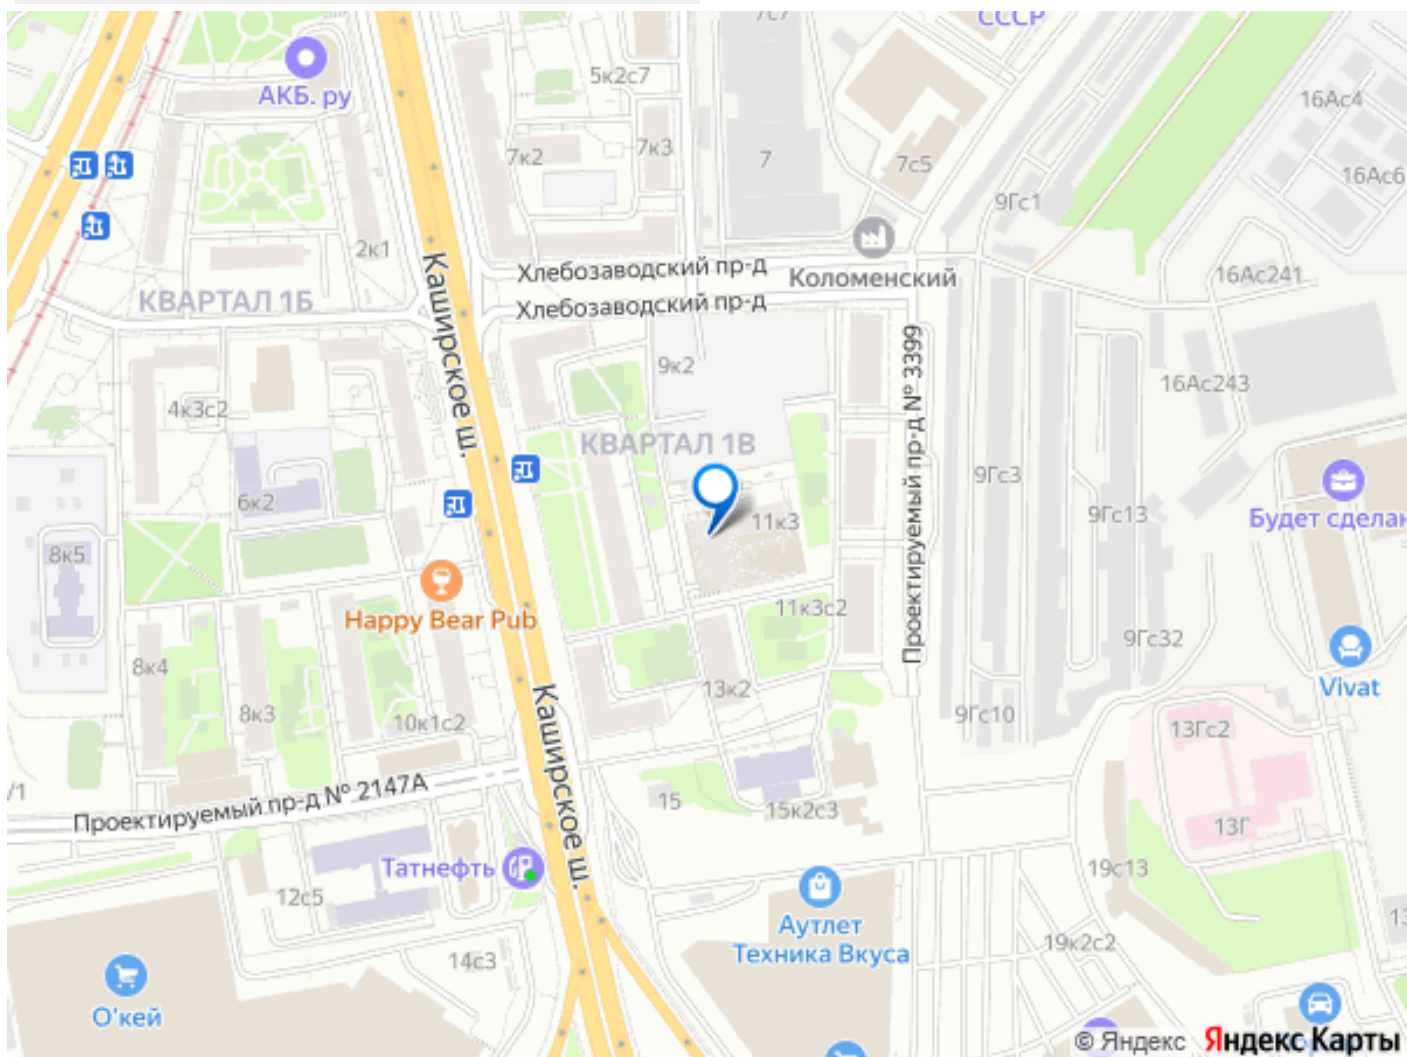 7с7
СССР
АКБ. ру
5к2с7
16Ас4
7к2
7к3
7
7с5
16Ас6
9Гс1
2к1
Каширское ш.
Хлебозаводский пр-д
Коломенский
16Ас241
КВАРТАЛ 1Б
Хлебозаводский пр-д
9к2
Проектируемый пр-д № 3399
16Ас243
4к3с2
КВАРТАЛ 1В
9Гс3
6к2
11к3
9Гс13
Будет сделан
8к5
Happy Bear Pub
11к3с2
9Гс32
8к4
13к2
Vivat
8к3
10к1с2
Каширское ш.
9Гс10
13Гс2
/1
Проектируемый пр-д № 2147А
15
15к2с3
13Г
Татнефть
19с13
12с5
Аутлет
Техника Вкуса
13
19к2с2
14с3
О'кей
© Яндекс Яндекс Карты